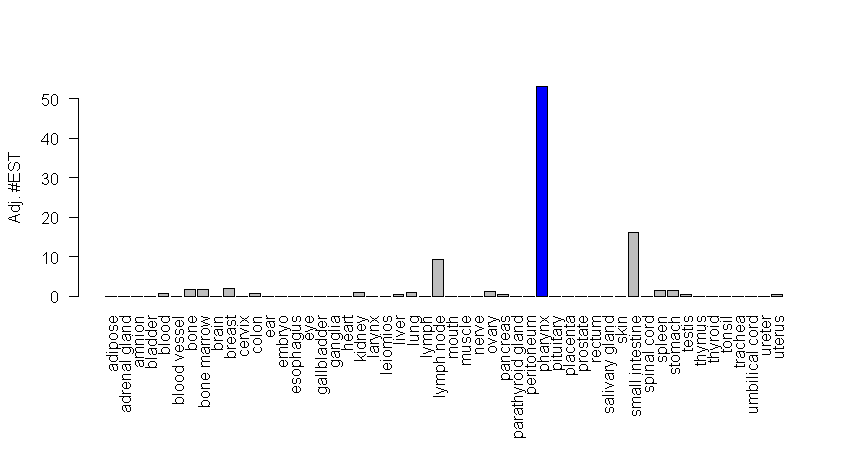 Adj. #EST
50
40
30
20
10
0
adipose
adrenal gland
amnion
bladder
blood
blood vessel
bone
bone marrow
brain
breast
cervix
colon
ear
embryo
esophagus
eye
gallbladder
ganglia
heart
kidney
larynx
leiomios
liver
lung
lymph
lymph node
mouth
muscle
nerve
ovary
pancreas
parathyroid gland
peritoneum
pharynx
pituitary
placenta
prostate
rectum
salivary gland
skin
small intestine
spinal cord
spleen
stomach
testis
thymus
thyroid
tonsil
trachea
umbilical cord
ureter
uterus